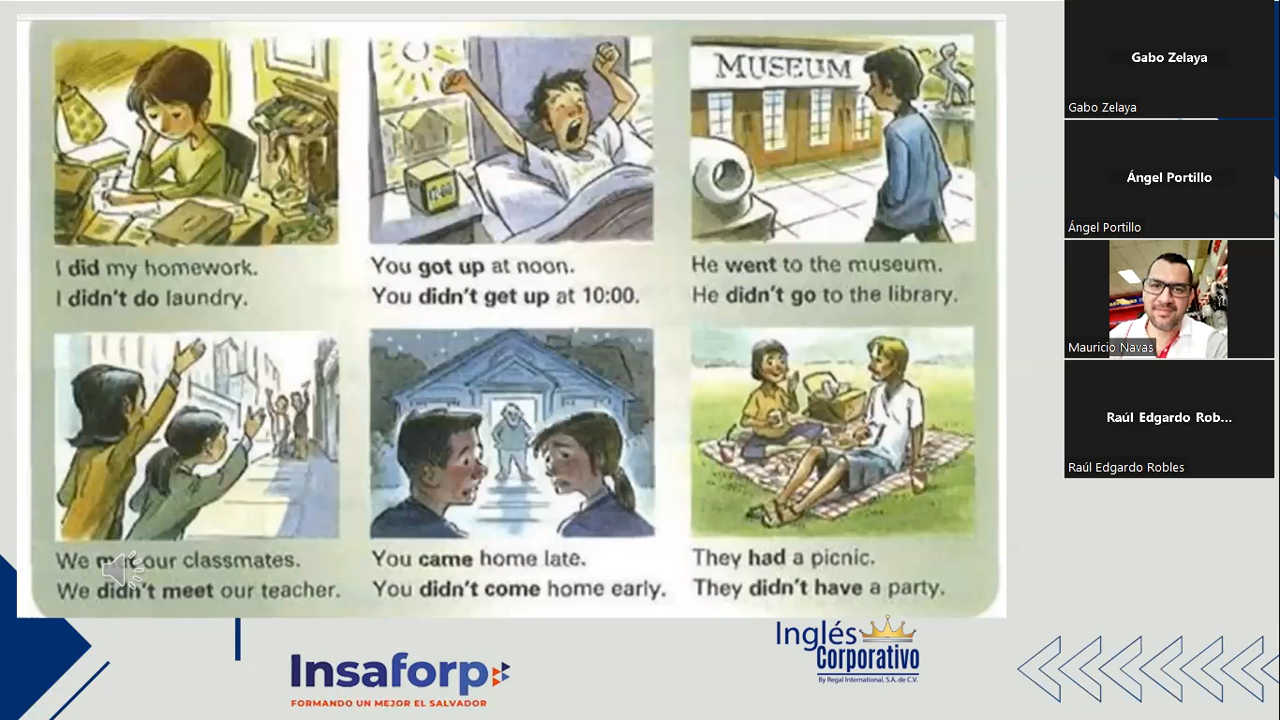 MUSEUM
I did my homework.
I didn't do laundry.
You got up at noon.
You didn't get up at 10:00.
He went to the museum.
He didn't go to the library.
We our classmates.
We didn't meet our teacher.
You came home late.
You didn't come home early.
They had a picnic.
They didn't have a party.
Insaforp
FORMANDO UN MEJOR EL SALVADOR
Inglés
Corporativo
By Regal International, S.A. de C.V.
Gabo Zelaya
Gabo Zelaya
Ángel Portillo
Ángel Portillo
Mauricio Navas
Raúl Edgardo Rob...
Raúl Edgardo Robles